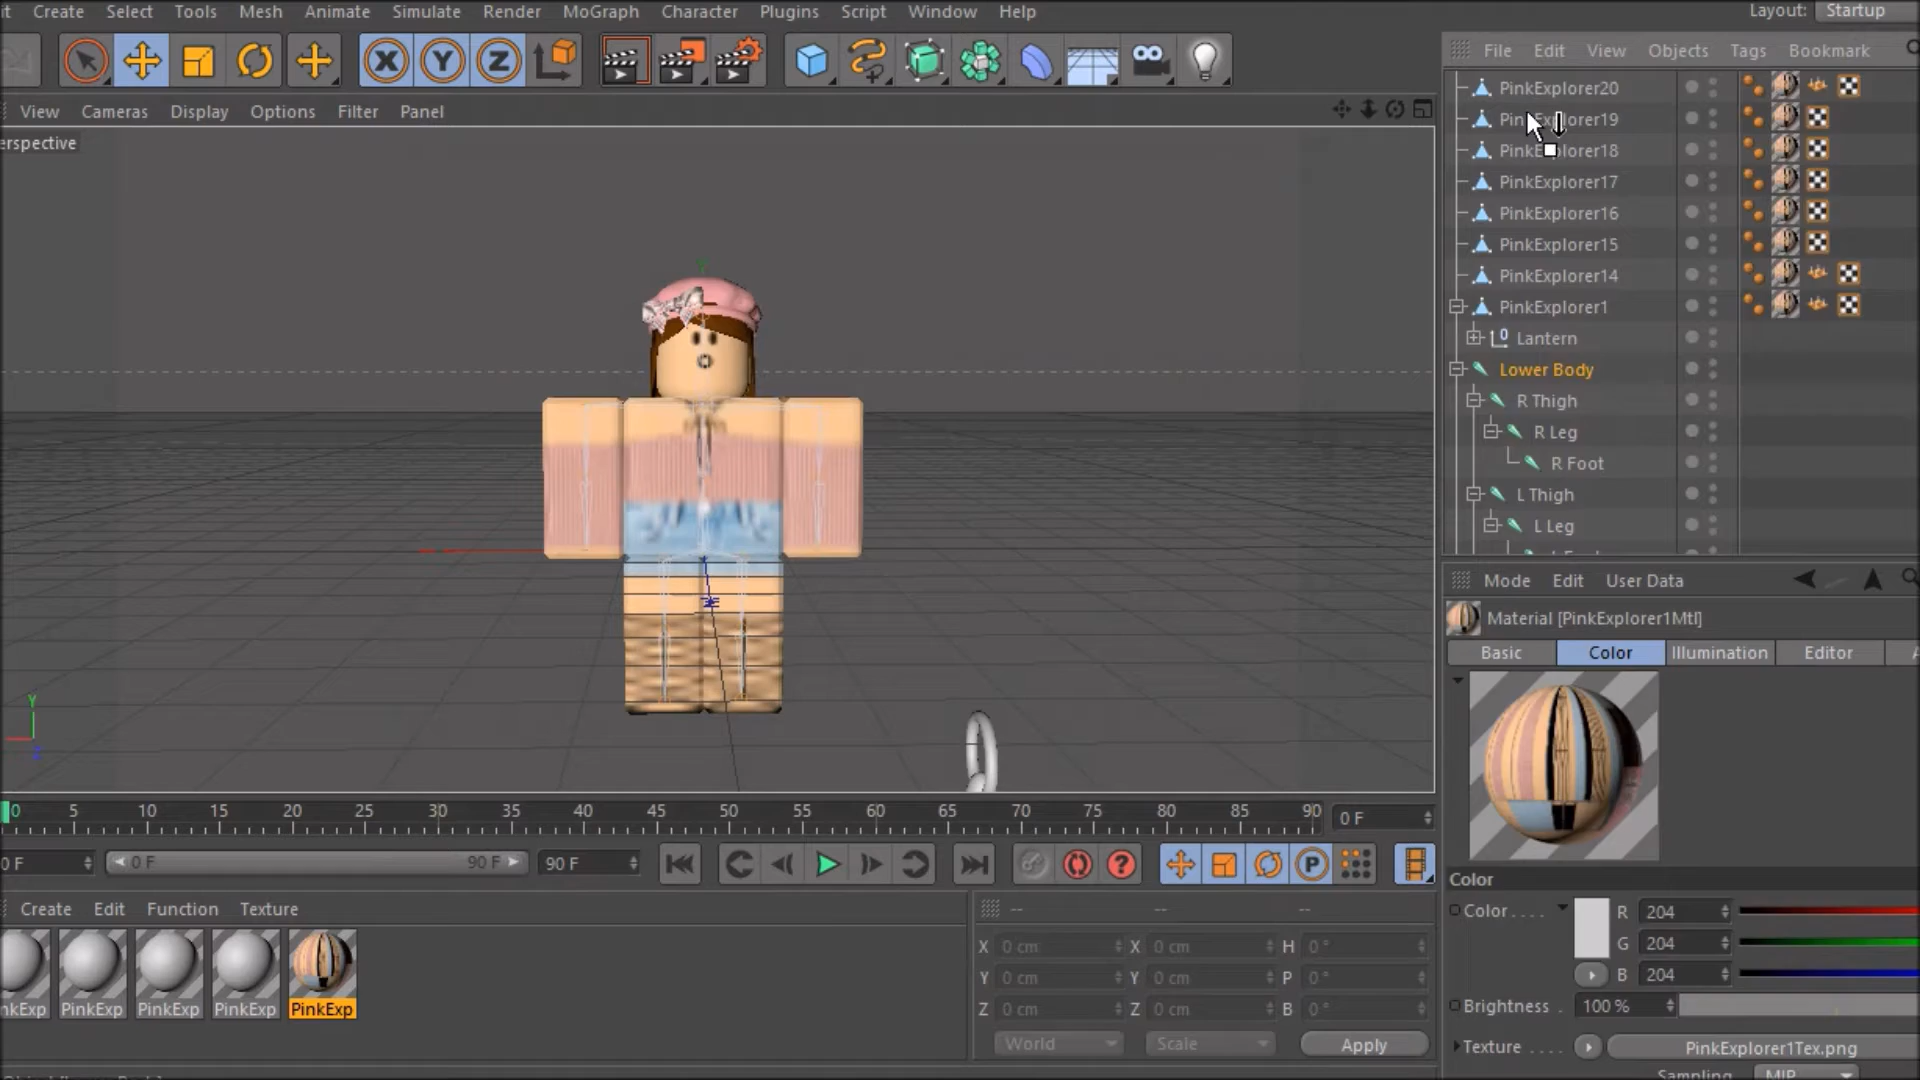 it Create Select Tools Mesh Animate Simulate Render MoGraph Character Plugins Script Window Help
Layout: Startup
File Edit View Objects Tags Bookmark
View Cameras Display Options Filter Panel
erspective
PinkExplorer20
PinkExplorer19
PinkExplorer18
PinkExplorer17
PinkExplorer16
PinkExplorer15
PinkExplorer14
PinkExplorer1
Lantern
Lower Body
R Thigh
R Leg
R Foot
L Thigh
L Leg
Mode Edit User Data
Material [PinkExplorer1Mtl]
Basic Color Illumination Editor
X Y Z
Y
Z
0 5 10 15 20 25 30 35 40 45 50 55 60 65 70 75 80 85 90 0 F
0 F 0 F 90 F 90 F
P
Create Edit Function Texture
-- -- --
nkExp PinkExp PinkExp PinkExp PinkExp
X 0 cm X 0 cm H 0 °
Y 0 cm Y 0 cm P 0 °
Z 0 cm Z 0 cm B 0 °
World Scale Apply
Color
Color . . . . R 204
G 204
B 204
Brightness . 100 %
Texture . . . . PinkExplorer1Tex.png
Sampling MIP